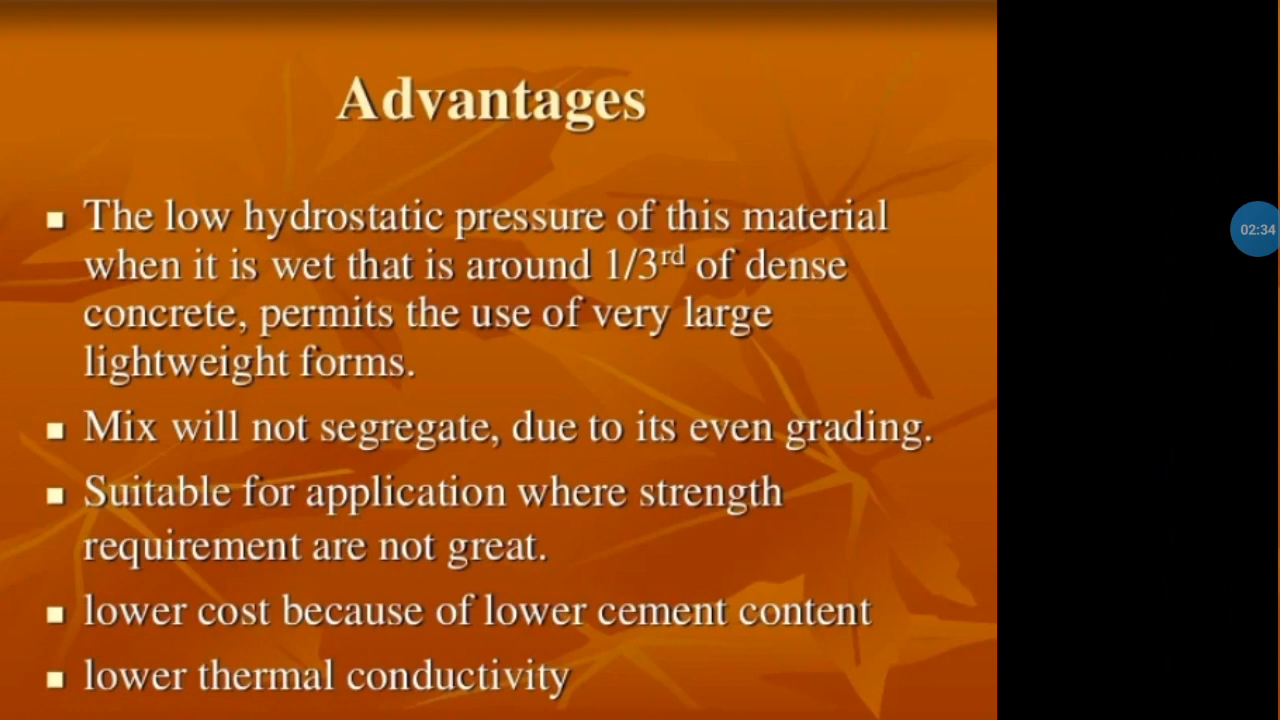 Advantages
▪ The low hydrostatic pressure of this material
when it is wet that is around 1/3rd of dense
concrete, permits the use of very large
lightweight forms.
▪ Mix will not segregate, due to its even grading.
▪ Suitable for application where strength
requirement are not great.
▪ lower cost because of lower cement content
▪ lower thermal conductivity
02:34